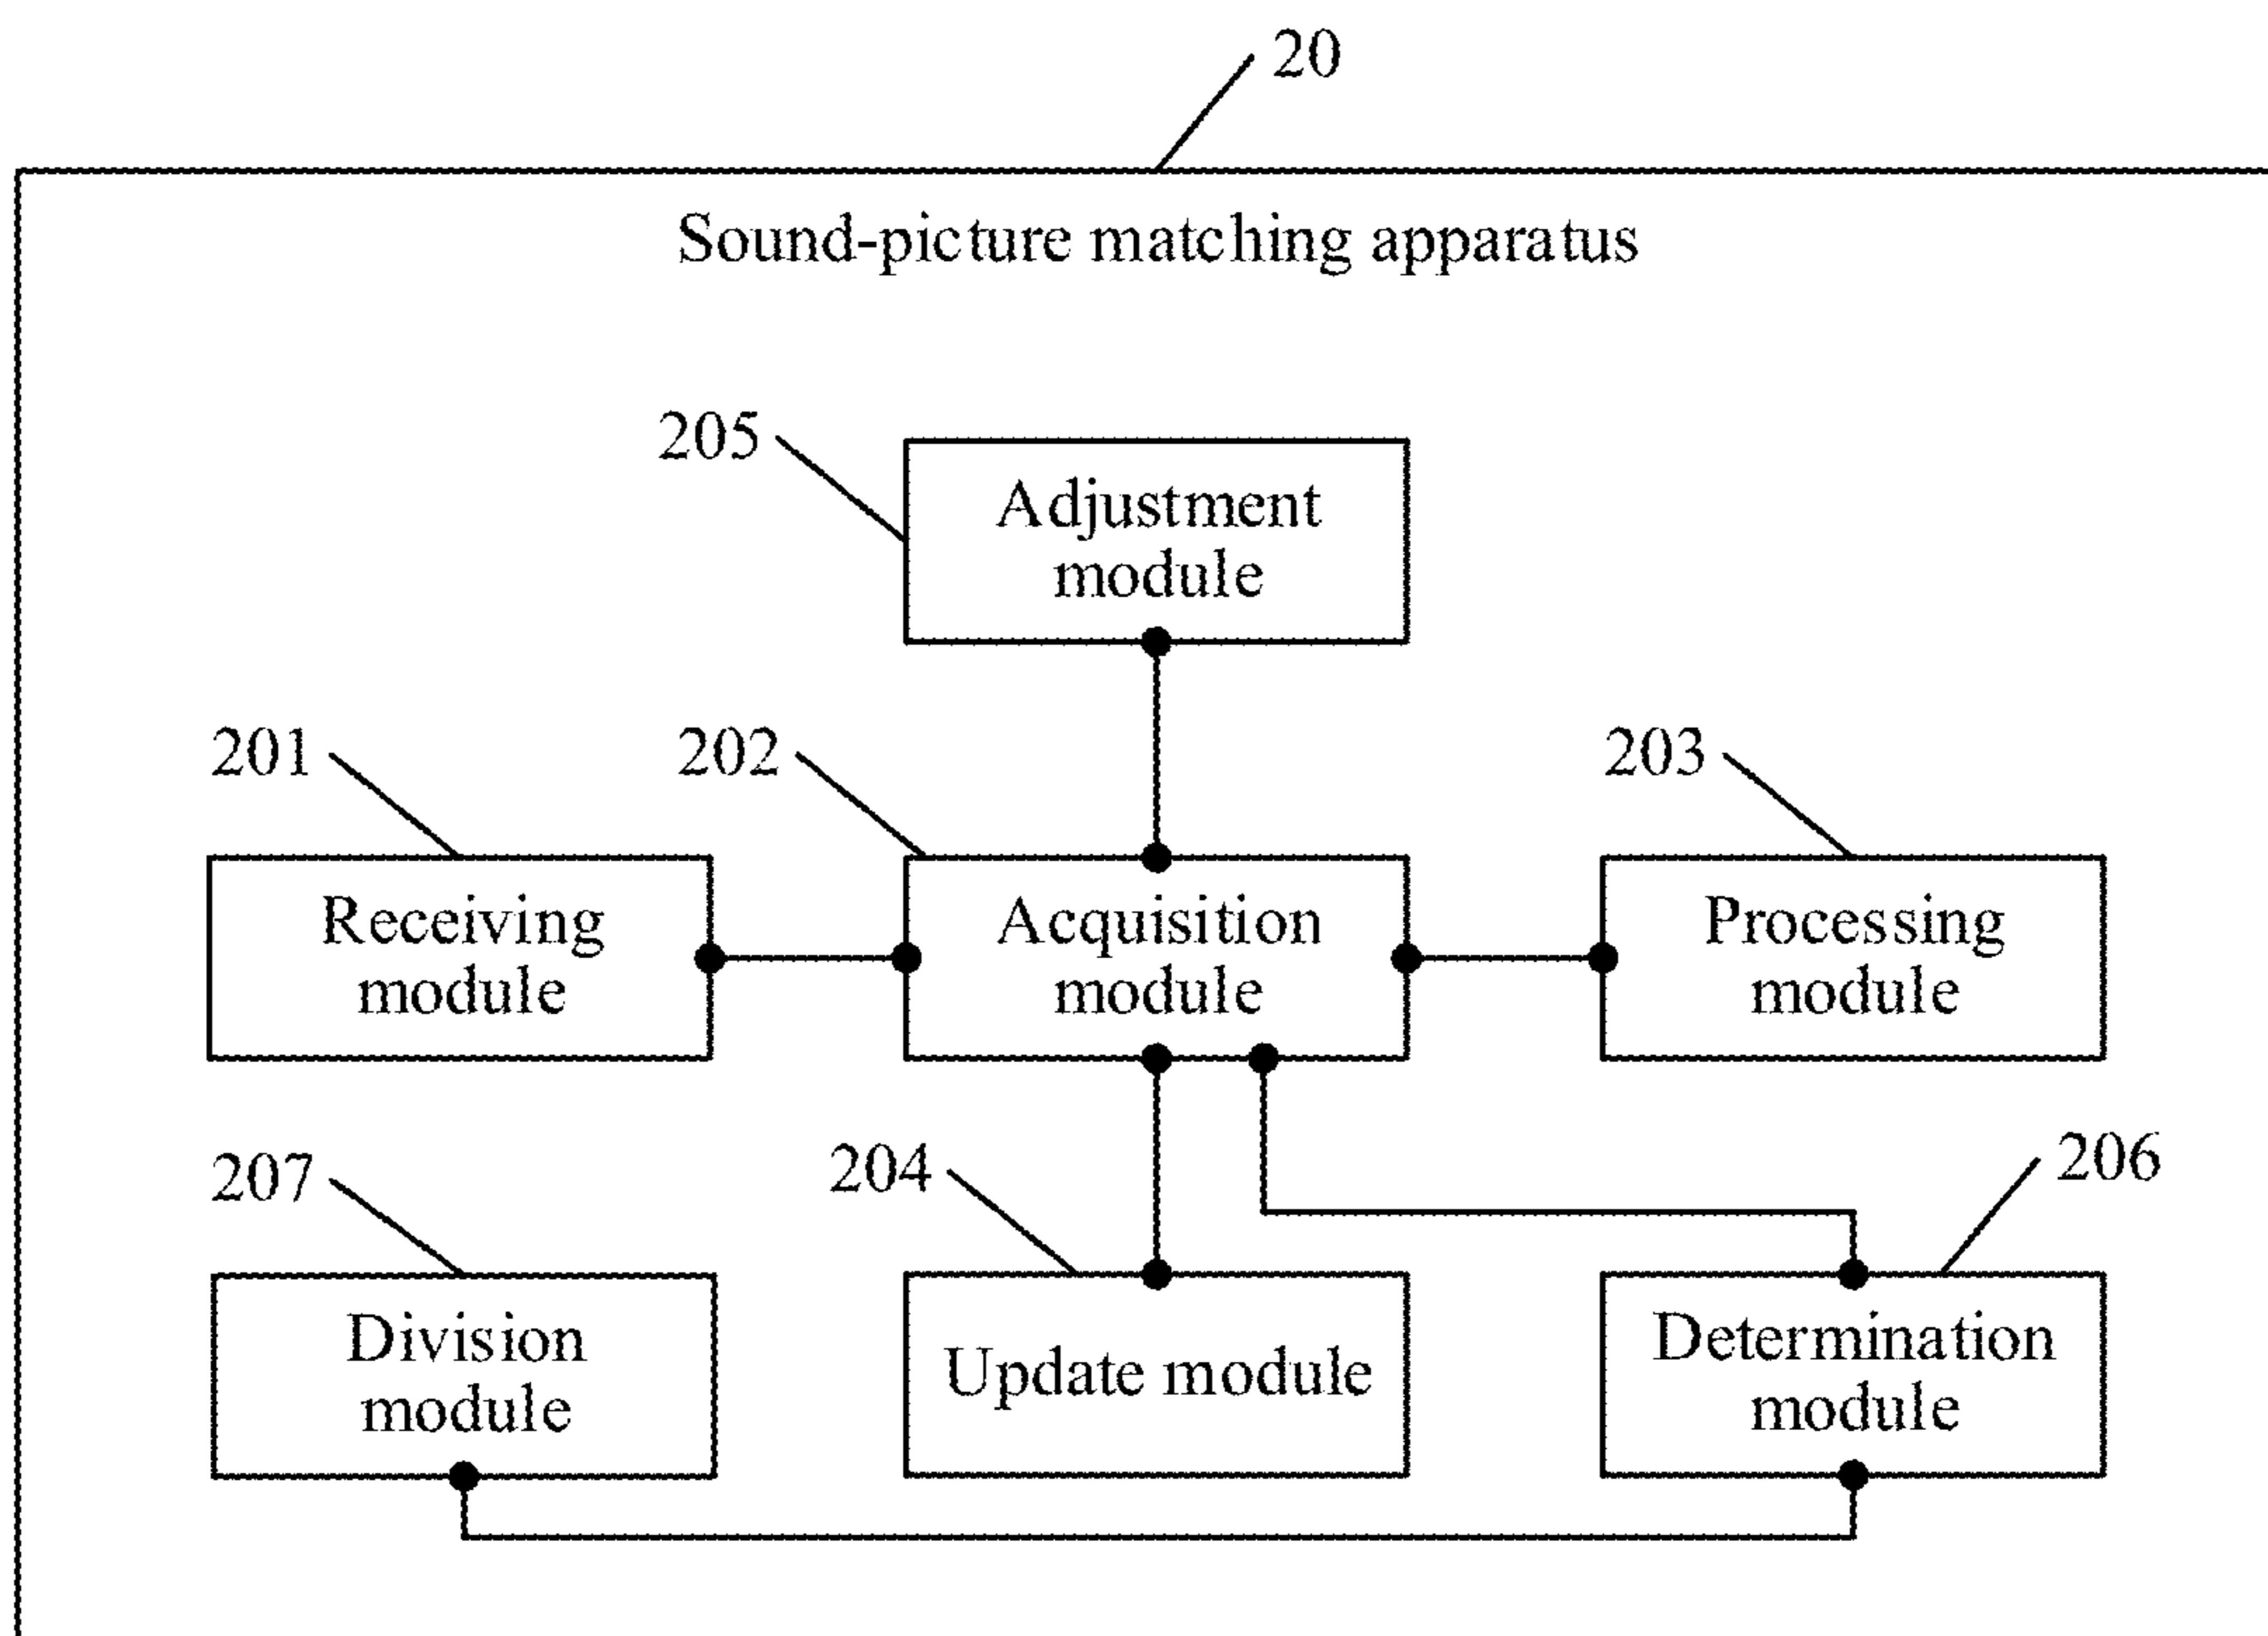 20
Sound-picture matching apparatus
205
Adjustment
module
201
202
203
Receiving
module
Acquisition
module
Processing
module
207
204
206
Division
module
Update module
Determination
module